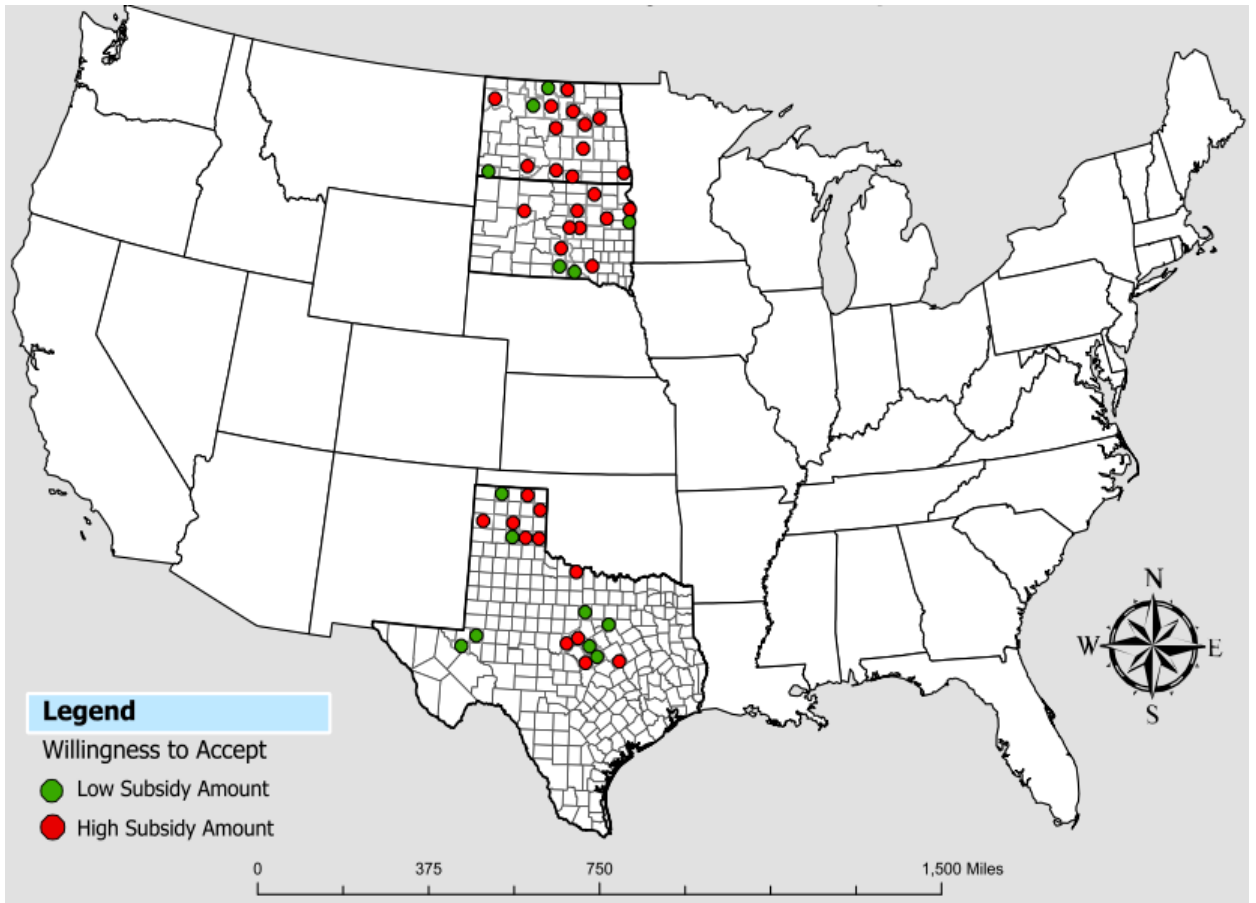 N
W
E
S
Legend
Willingness to Accept
Low Subsidy Amount
High Subsidy Amount
0
375
750
1,500 Miles